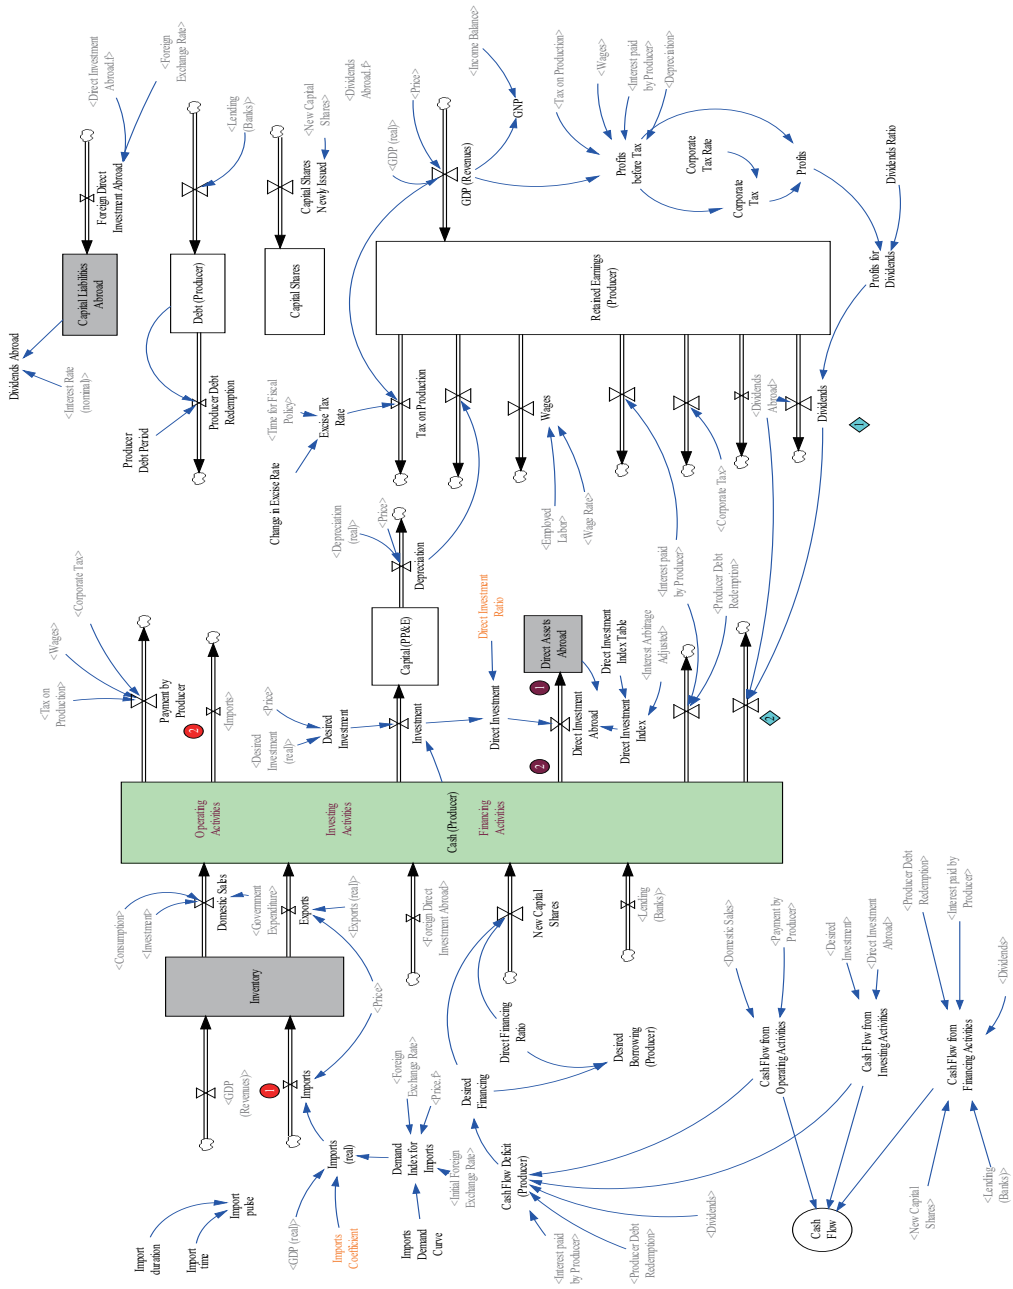 Dividends Abroad
<Interest Rate
(nominal)>
Capital Liabilities
Abroad
Foreign Direct
Investment Abroad
<Direct Investment
Abroad.f>
<Foreign
Exchange Rate>
Producer
Debt Period
Producer Debt
Redemption
Debt (Producer)
<Lending
(Banks)>
Capital Shares
Capital Shares
Newly Issued
<New Capital
Shares>
Change in Excise Rate
<Time for Fiscal
Policy>
Excise Tax
Rate
Tax on Production
<GDP (real)>
<Dividends
Abroad.f>
<Price>
GDP (Revenues)
<Income Balance>
GNP
<Tax on Production>
<Wages>
<Interest paid
by Producer>
<Depreciation>
Profits
before Tax
Corporate
Tax Rate
Corporate
Tax
Profits
Dividends Ratio
Profits for
Dividends
Retained Earnings
(Producer)
Wages
<Employed
Labor>
<Wage Rate>
<Interest paid
by Producer>
<Corporate Tax>
<Dividends
Abroad>
Dividends
1
<Producer Debt
Redemption>
<Tax on
Production>
<Wages>
<Corporate Tax>
Payment by
Producer
2
<Imports>
<Depreciation
(real)>
<Price>
Depreciation
Capital (PP&E)
<Price>
<Desired
Investment
(real)>
Desired
Investment
Investment
Direct Investment
Ratio
Direct Investment
Direct Assets
Abroad
1
2
Direct Investment
Abroad
Direct Investment
Index Table
Direct Investment
Index
<Interest Arbitrage
Adjusted>
2
Operating
Activities
Investing
Activities
Cash (Producer)
Financing
Activities
<Consumption>
<Investment>
Domestic Sales
<Government
Expenditure>
Exports
<Exports (real)>
<Foreign Direct
Investment Abroad>
New Capital
Shares
<Lending
(Banks)>
Inventory
<Price>
<GDP
(Revenues)>
1
Imports
Import
duration
Import
time
Import
pulse
<GDP (real)>
Imports
Coefficient
Imports
(real)
Imports
Demand
Curve
Demand
Index for
Imports
<Foreign
Exchange Rate>
<Price.f>
<Initial Foreign
Exchange Rate>
Desired
Financing
Direct Financing
Ratio
Desired
Borrowing
(Producer)
Cash Flow Deficit
(Producer)
<Interest paid
by Producer>
<Producer Debt
Redemption>
<Dividends>
<Domestic Sales>
<Payment by
Producer>
Cash Flow from
Operating Activities
<Desired
Investment>
<Direct Investment
Abroad>
Cash Flow from
Investing Activities
<Producer Debt
Redemption>
<Interest paid by
Producer>
<Dividends>
Cash Flow from
Financing Activities
<New Capital
Shares>
<Lending
(Banks)>
Cash
Flow